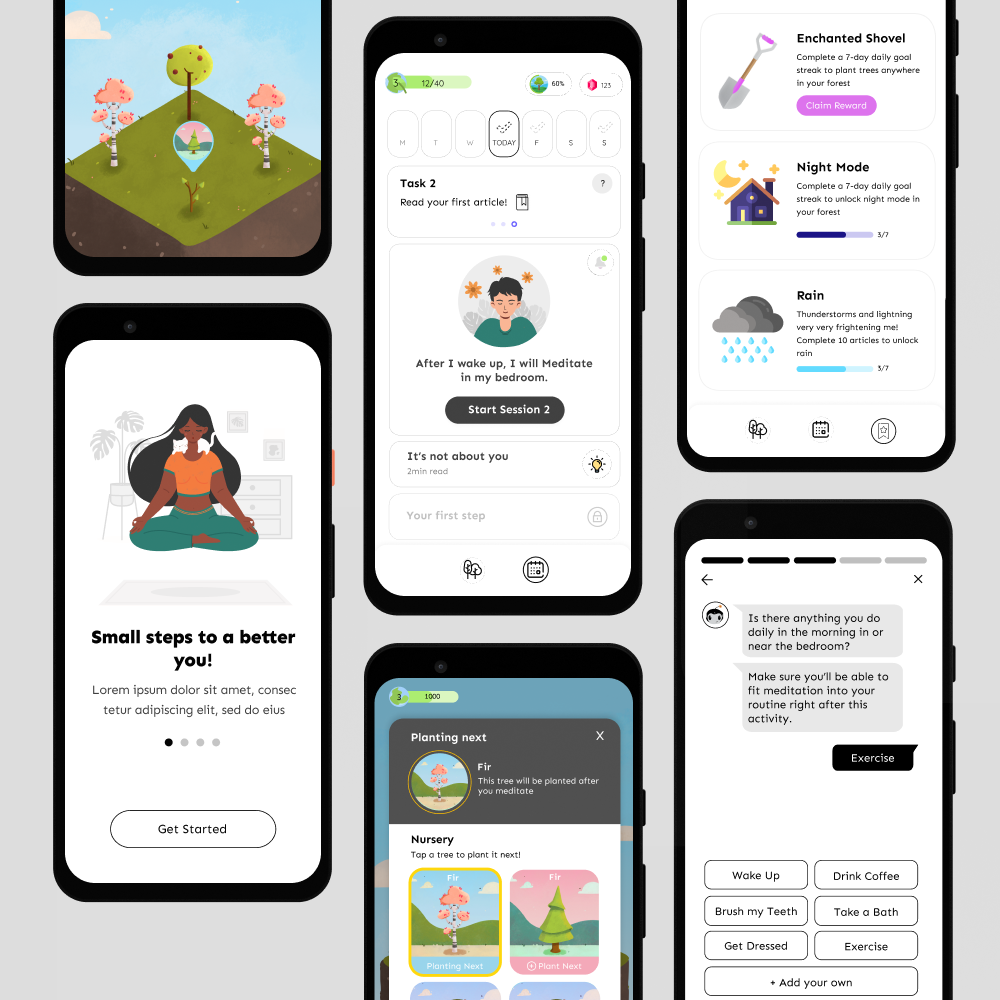 Small steps to a better
you!
Lorem ipsum dolor sit amet, consec
tetur adipiscing elit, sed do eius
Get Started
3
12/40
60%
123
M
T
W
TODAY
F
S
S
Task 2
?
Read your first article!
After I wake up, I will Meditate
in my bedroom.
Start Session 2
It's not about you
2min read
Your first step
3
1000
Planting next
X
Fir
This tree will be planted after
you meditate
Nursery
Tap a tree to plant it next!
Fir
Planting Next
Fir
Plant Next
Enchanted Shovel
Complete a 7-day daily goal
streak to plant trees anywhere
in your forest
Claim Reward
Night Mode
Complete a 7-day daily goal
streak to unlock night mode in
your forest
3/7
Rain
Thunderstorms and lightning
very very frightening me!
Complete 10 articles to unlock
rain
3/7
Is there anything you do
daily in the morning in or
near the bedroom?
Make sure you'll be able to
fit meditation into your
routine right after this
activity.
Exercise
Wake Up
Drink Coffee
Brush my Teeth
Take a Bath
Get Dressed
Exercise
+ Add your own